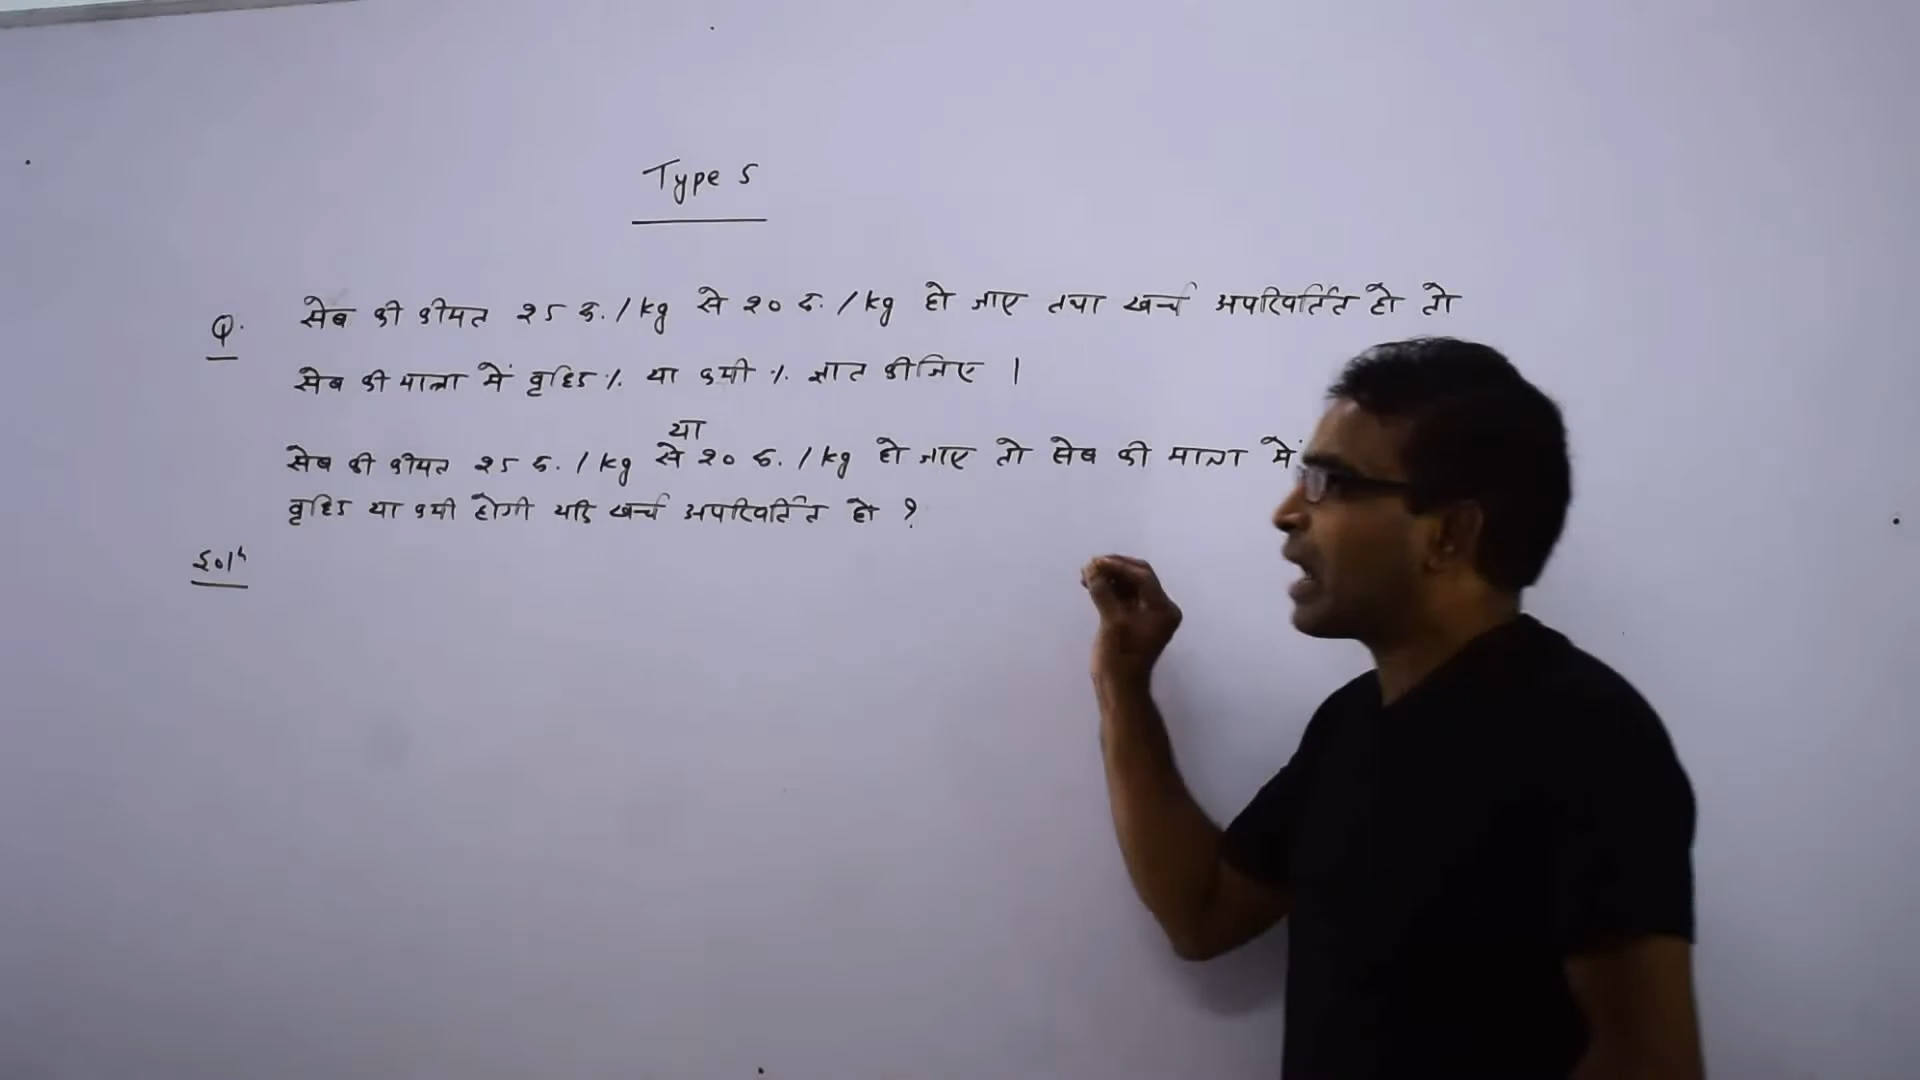 Type 5
Q. सेब की कीमत 25 रु. / kg से 20 रु. / kg हो जाए तथा खर्च अपरिवर्तित हो तो
सेब की मात्रा में वृद्धि % या कमी % ज्ञात कीजिए ।
या
सेब की कीमत 25 रु. / kg से 20 रु. / kg हो जाए तो सेब की मात्रा में
वृद्धि या कमी होगी यदि खर्च अपरिवर्तित हो ?
Solⁿ